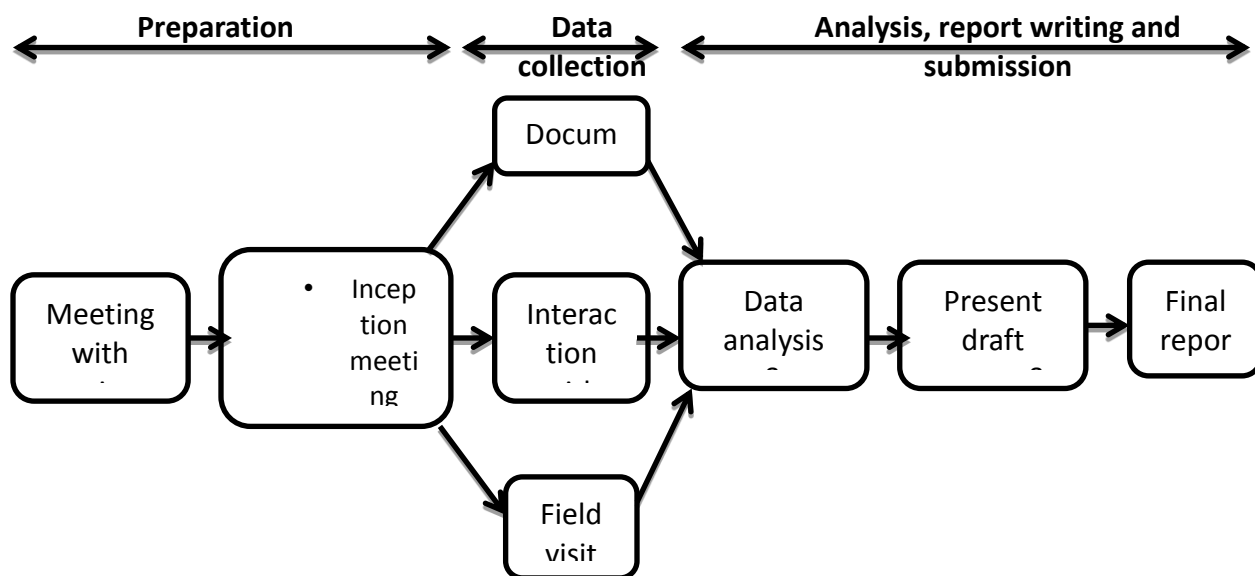 Preparation
Data
collection
Analysis, report writing and
submission
Docum
Meeting
with
• Incep
tion
meeti
ng
Interac
tion
Data
analysis
Present
draft
Final
repor
Field
visit